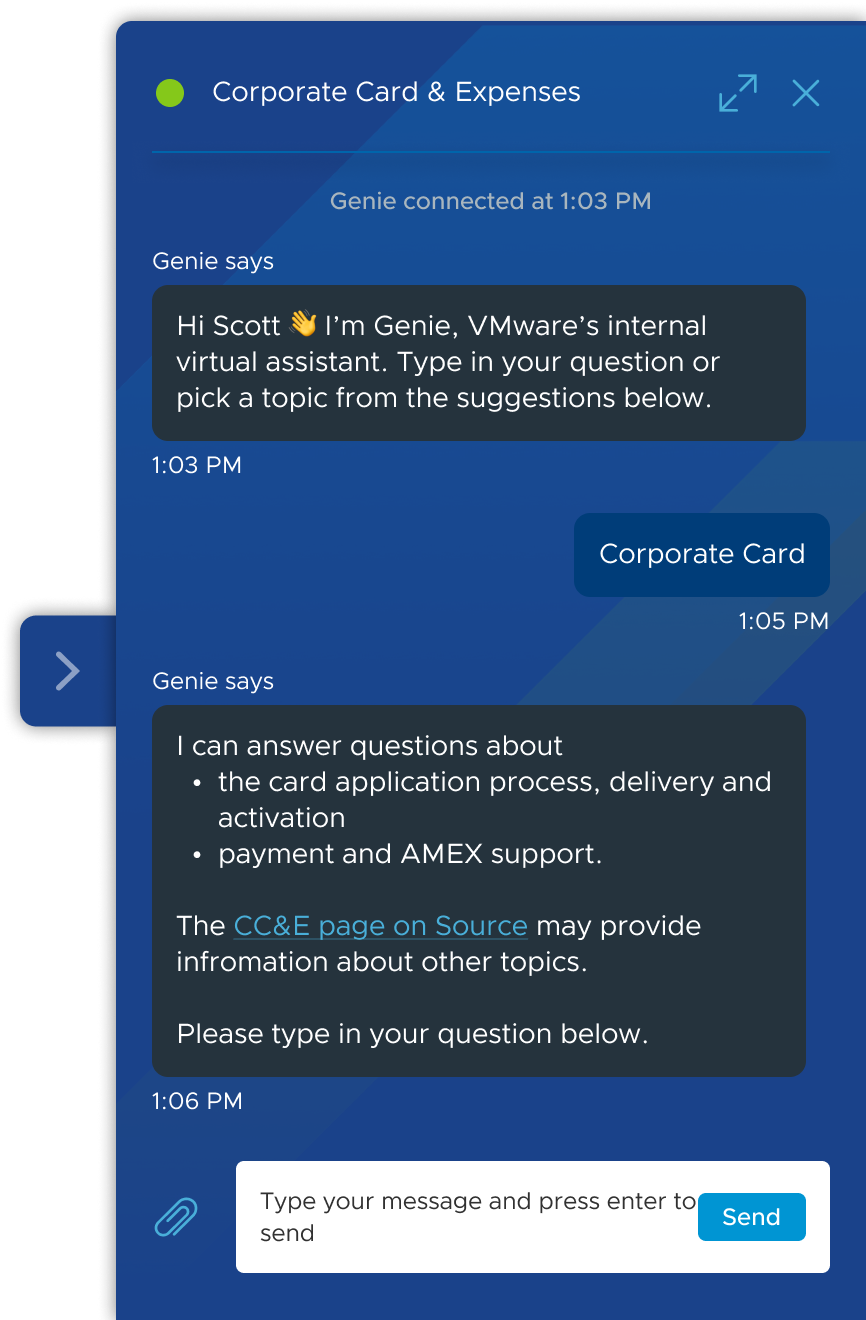 Corporate Card & Expenses
Genie connected at 1:03 PM
Genie says
Hi Scott 👋 I’m Genie, VMware’s internal
virtual assistant. Type in your question or
pick a topic from the suggestions below.
1:03 PM
Corporate Card
1:05 PM
Genie says
I can answer questions about
• the card application process, delivery and
activation
• payment and AMEX support.
The CC&E page on Source may provide
infromation about other topics.
Please type in your question below.
1:06 PM
Type your message and press enter to
send
Send